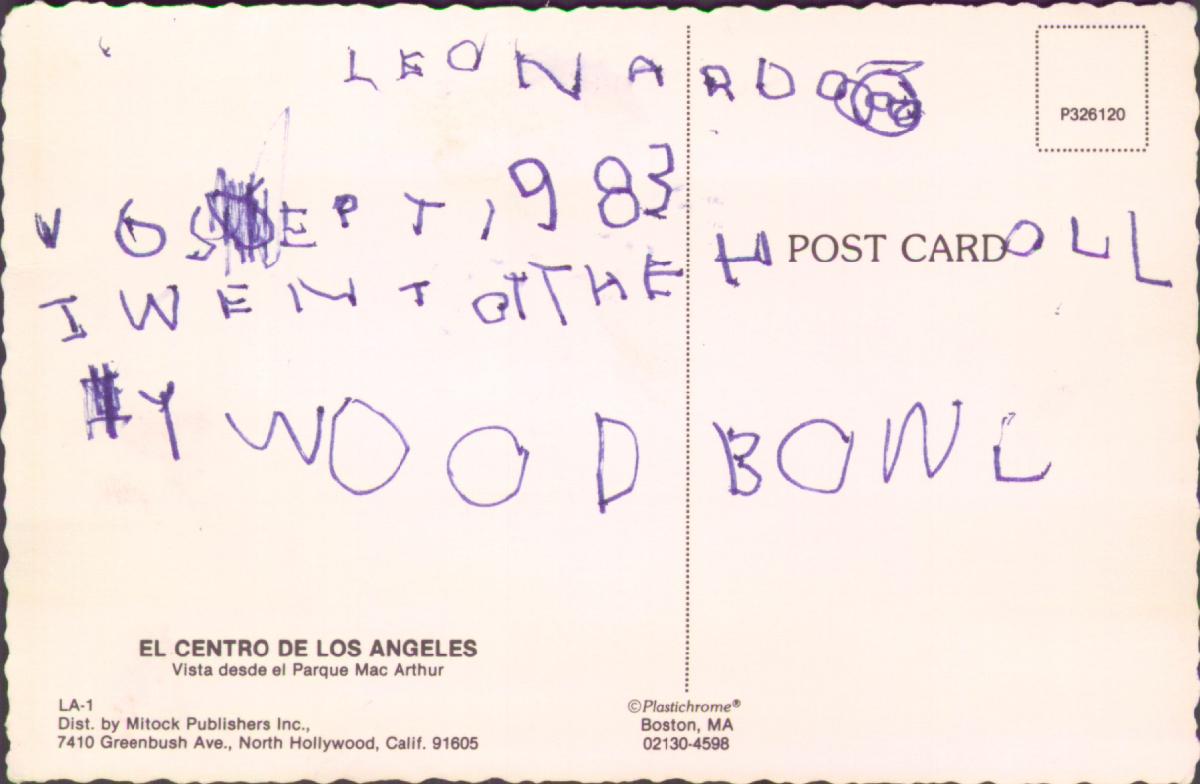 LEONARDO
P326120
V 6 SEPT, 1983
POST CARD
I WENT TO THE HOLL
YWOOD BOWL
EL CENTRO DE LOS ANGELES
Vista desde el Parque Mac Arthur
LA-1
Dist. by Mitock Publishers Inc.,
7410 Greenbush Ave., North Hollywood, Calif. 91605
©Plastichrome®
Boston, MA
02130-4598